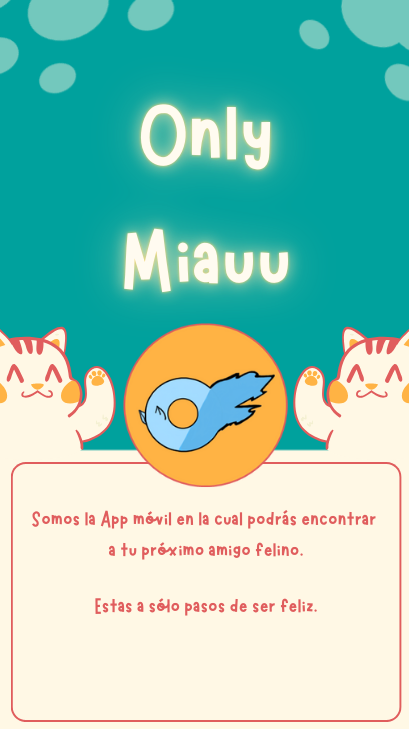 Only
Miauu
Somos la App móvil en la cual podrás encontrar
a tu próximo amigo felino.
Estas a sólo pasos de ser feliz.